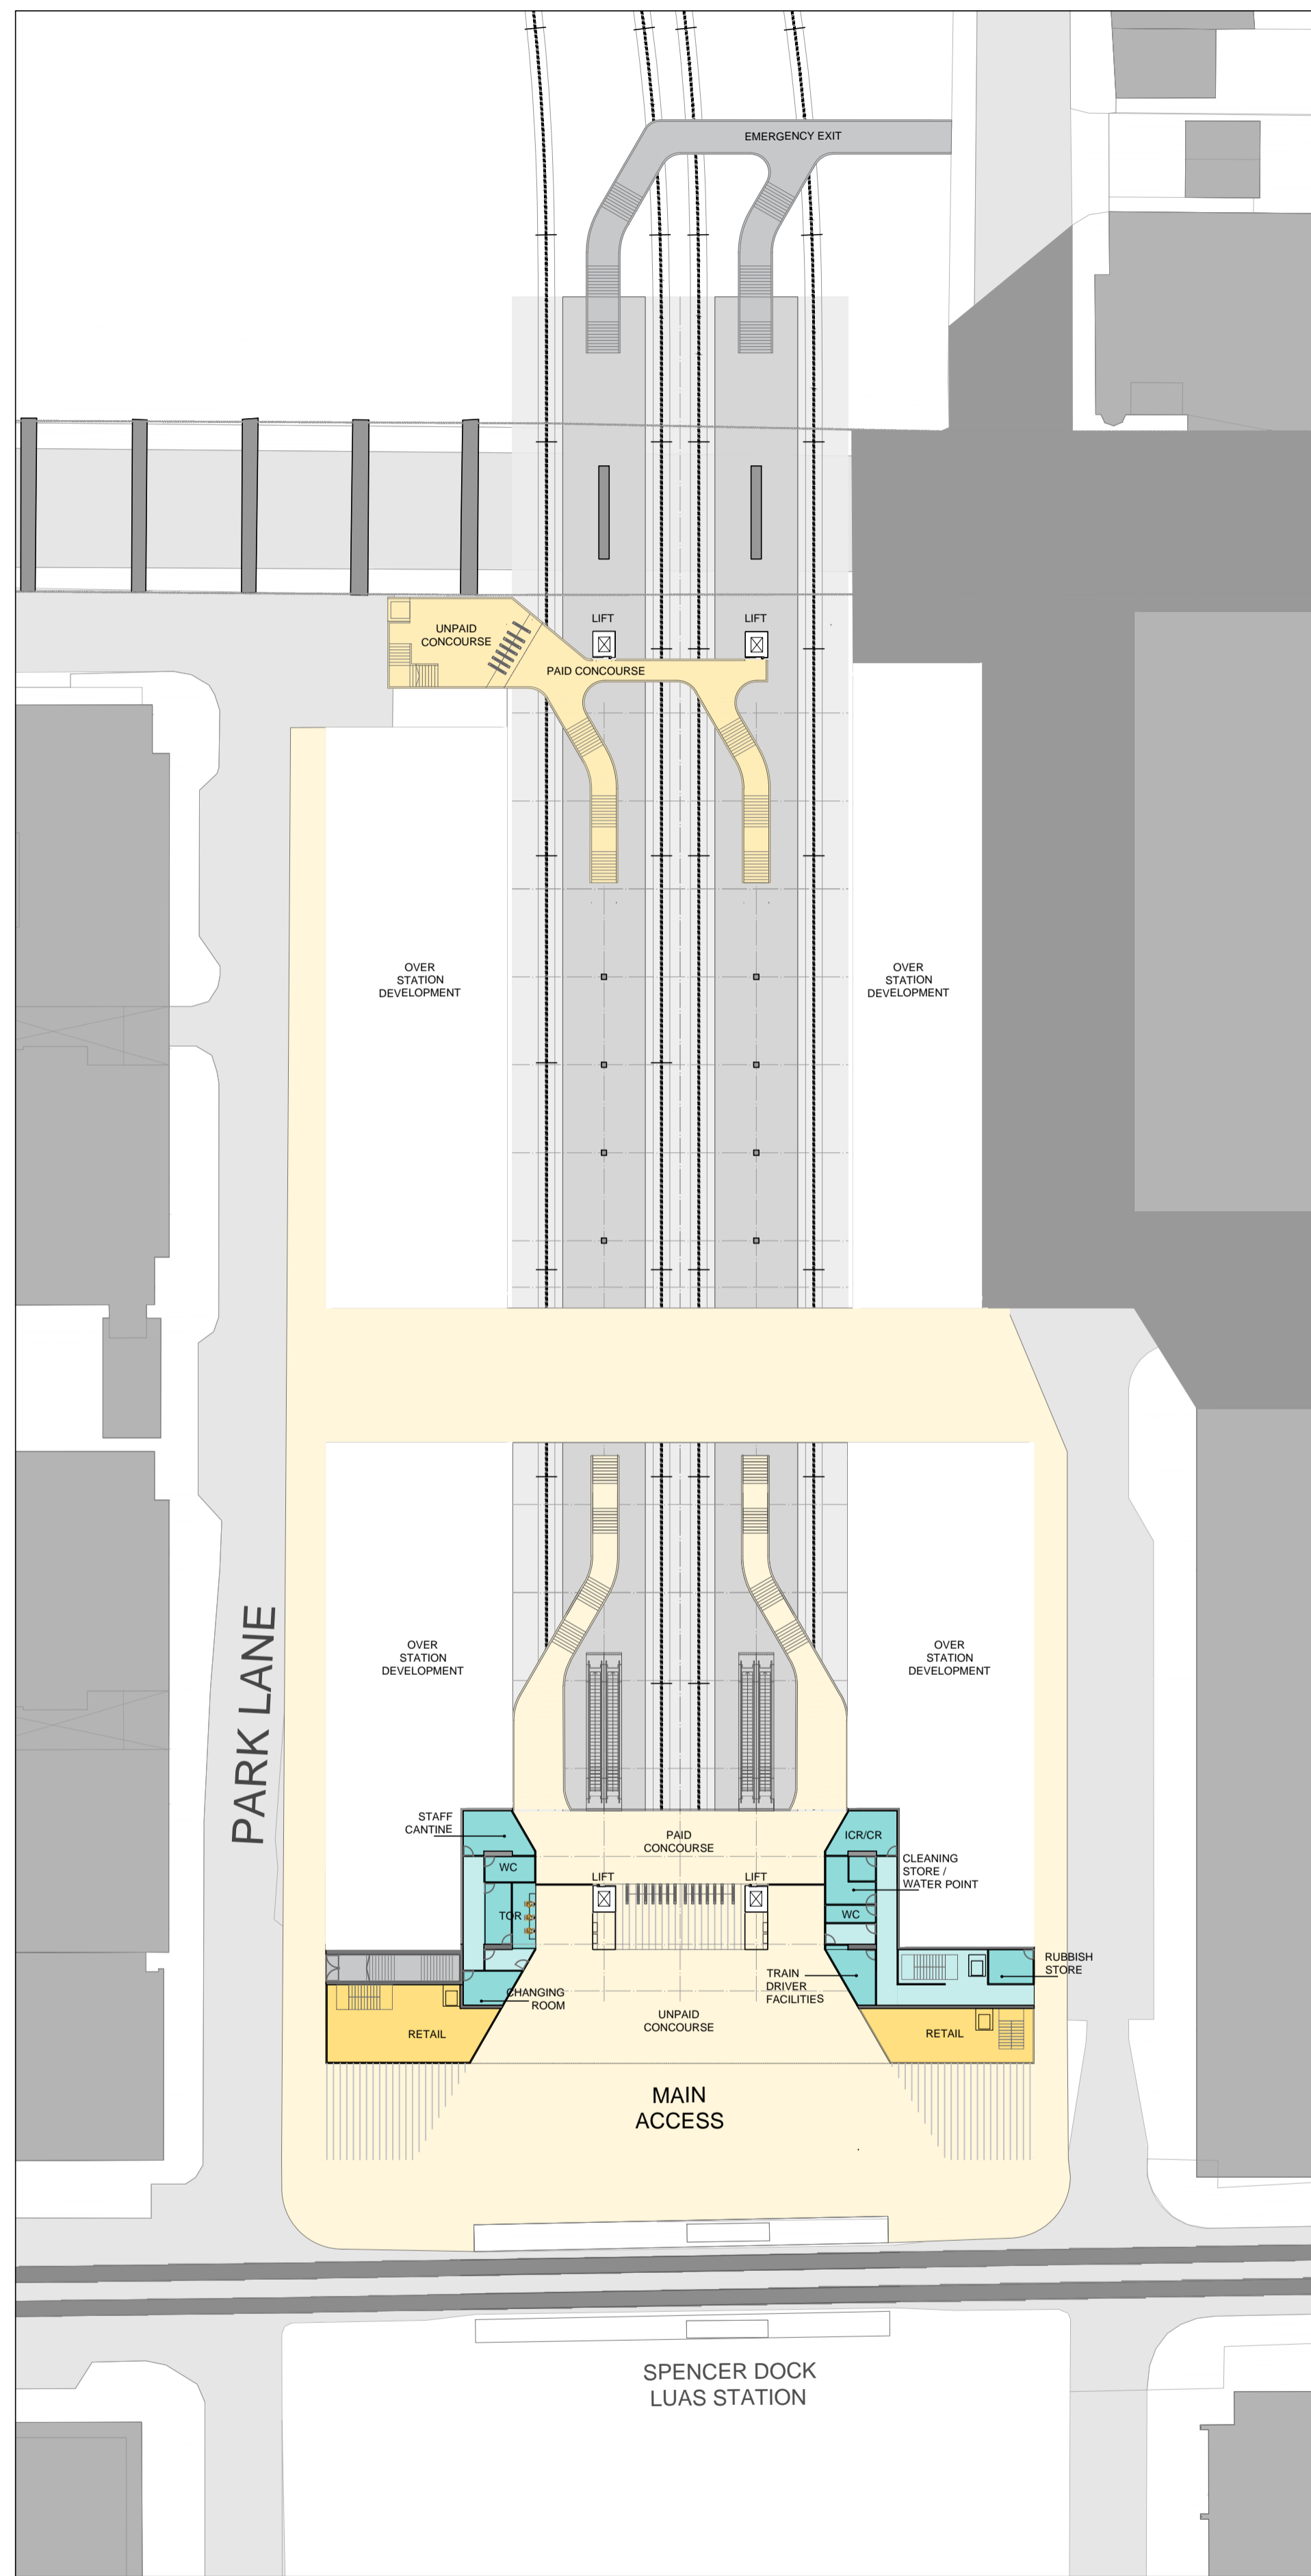 EMERGENCY EXIT
LIFT
LIFT
UNPAID
CONCOURSE
PAID CONCOURSE
OVER
STATION
DEVELOPMENT
OVER
STATION
DEVELOPMENT
PARK LANE
OVER
STATION
DEVELOPMENT
OVER
STATION
DEVELOPMENT
STAFF
CANTINE
PAID
CONCOURSE
ICR/CR
WC
LIFT
LIFT
CLEANING
STORE /
WATER POINT
TOR
WC
CHANGING
ROOM
TRAIN
DRIVER
FACILITIES
RUBBISH
STORE
UNPAID
CONCOURSE
RETAIL
RETAIL
MAIN
ACCESS
SPENCER DOCK
LUAS STATION